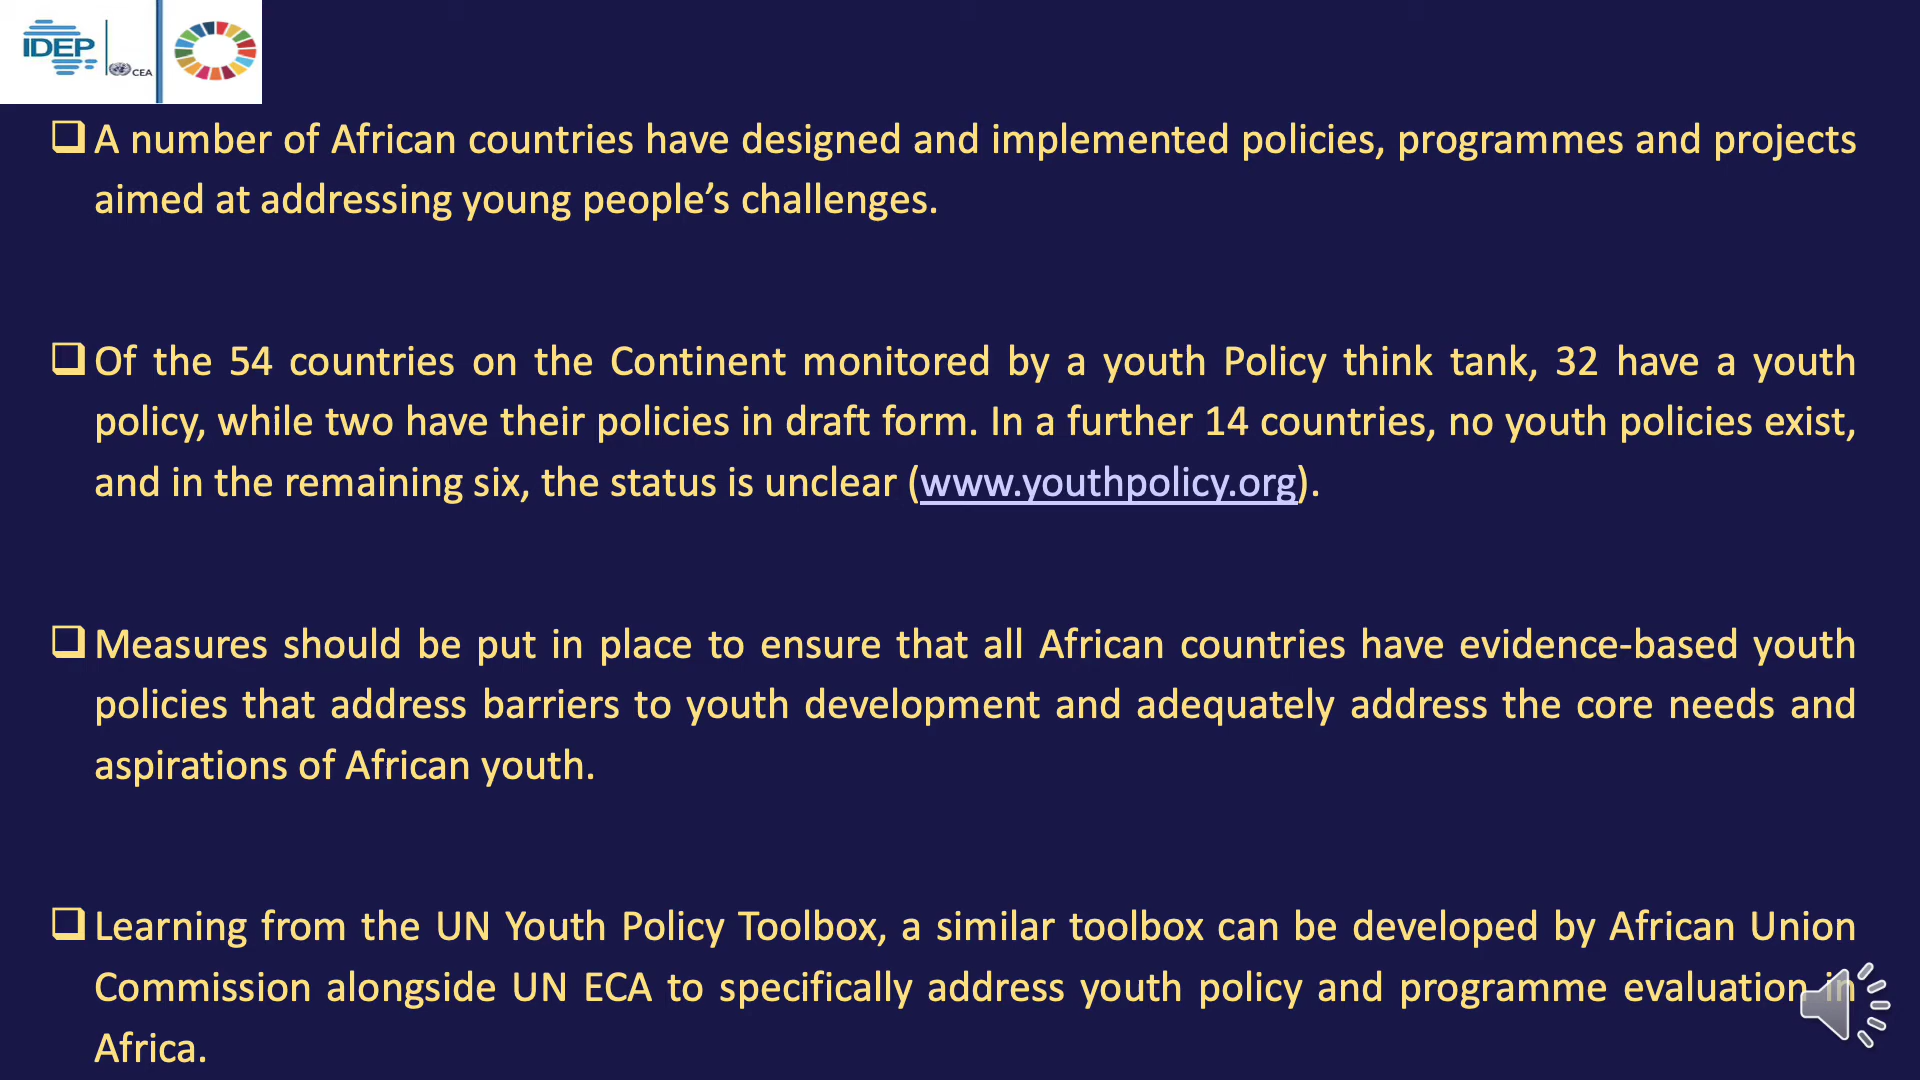 IDEP
CEA
A number of African countries have designed and implemented policies, programmes and projects
aimed at addressing young people’s challenges.
Of the 54 countries on the Continent monitored by a youth Policy think tank, 32 have a youth
policy, while two have their policies in draft form. In a further 14 countries, no youth policies exist,
and in the remaining six, the status is unclear (www.youthpolicy.org).
Measures should be put in place to ensure that all African countries have evidence-based youth
policies that address barriers to youth development and adequately address the core needs and
aspirations of African youth.
Learning from the UN Youth Policy Toolbox, a similar toolbox can be developed by African Union
Commission alongside UN ECA to specifically address youth policy and programme evaluation in
Africa.